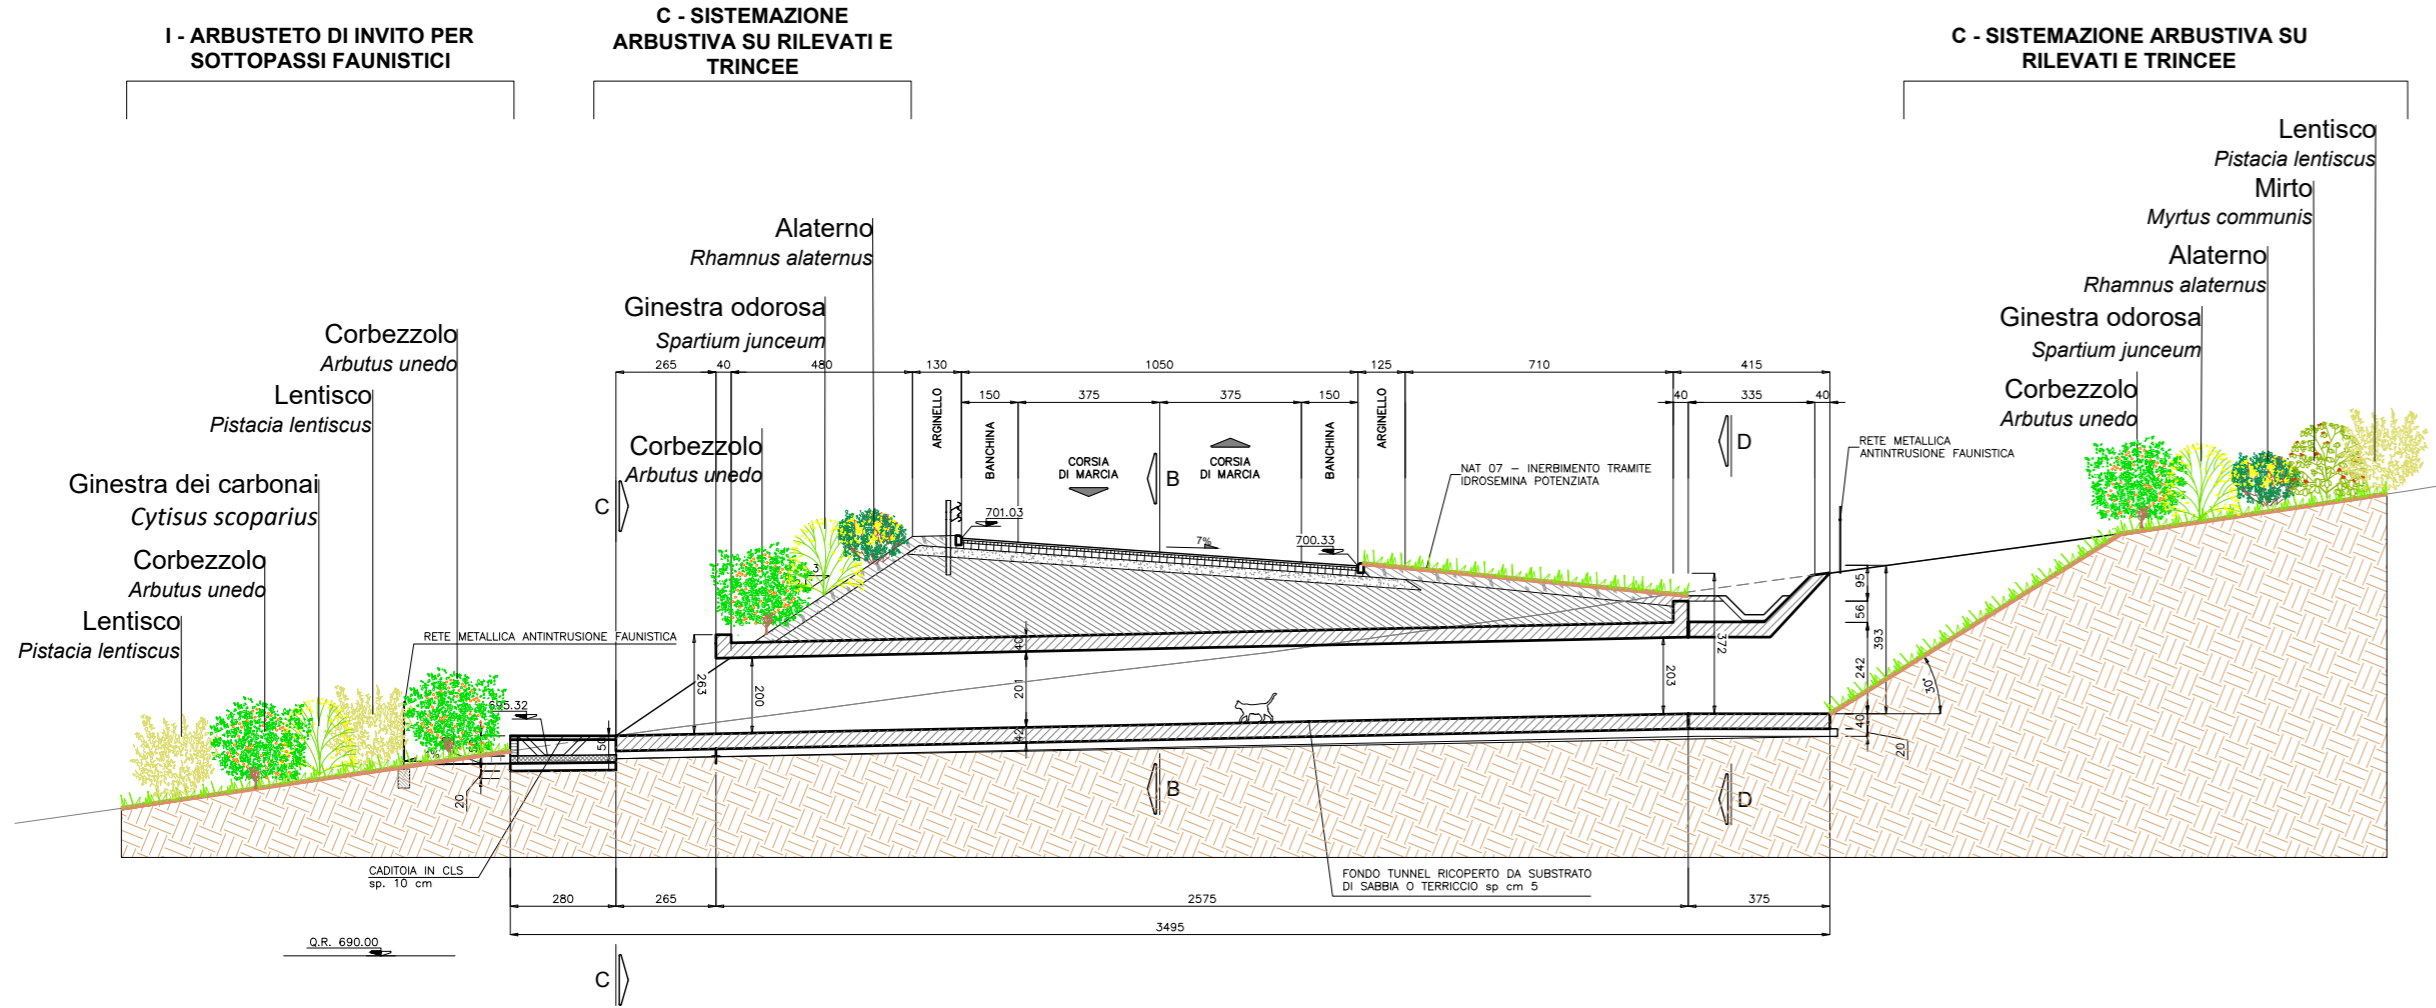 I - ARBUSTETO DI INVITO PER
SOTTOPASSI FAUNISTICI
C - SISTEMAZIONE
ARBUSTIVA SU RILEVATI E
TRINCEE
C - SISTEMAZIONE ARBUSTIVA SU
RILEVATI E TRINCEE
Lentisco
Pistacia lentiscus
Mirto
Myrtus communis
Alaterno
Rhamnus alaternus
Ginestra odorosa
Spartium junceum
Corbezzolo
Arbutus unedo
Alaterno
Rhamnus alaternus
Ginestra odorosa
Spartium junceum
Corbezzolo
Arbutus unedo
Corbezzolo
Arbutus unedo
Lentisco
Pistacia lentiscus
Ginestra dei carbonai
Cytisus scoparius
Corbezzolo
Arbutus unedo
Lentisco
Pistacia lentiscus
265 40 480 130 1050 125 710 415
150 375 375 150 40 335 40
ARGINELLO
BANCHINA
CORSIA
DI MARCIA
CORSIA
DI MARCIA
BANCHINA
ARGINELLO
C
B
D
RETE METALLICA
ANTINTRUSIONE FAUNISTICA
NAT 07 – INERBIMENTO TRAMITE
IDROSEMINA POTENZIATA
701.03
7%
700.33
3
RETE METALLICA ANTINTRUSIONE FAUNISTICA
695.32
50
20
263
200
40
201
42
203
372
95
56
393
242
40
20
30°
B
D
CADITOIA IN CLS
sp. 10 cm
FONDO TUNNEL RICOPERTO DA SUBSTRATO
DI SABBIA O TERRICCIO sp cm 5
280 265 2575 375
3495
Q.R. 690.00
C